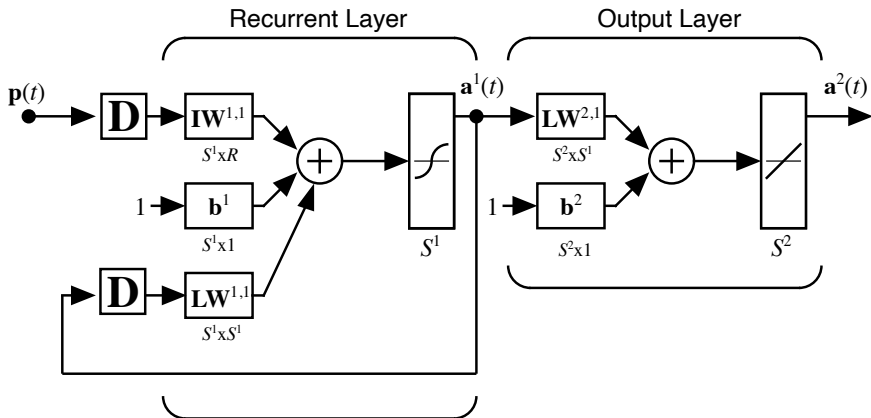 Recurrent Layer
Output Layer
p(t)
a¹(t)
a²(t)
D
IW¹,¹
LW²,¹
S¹xR
S²xS¹
1
b¹
1
b²
S¹x1
S¹
S²x1
S²
D
LW¹,¹
S¹xS¹